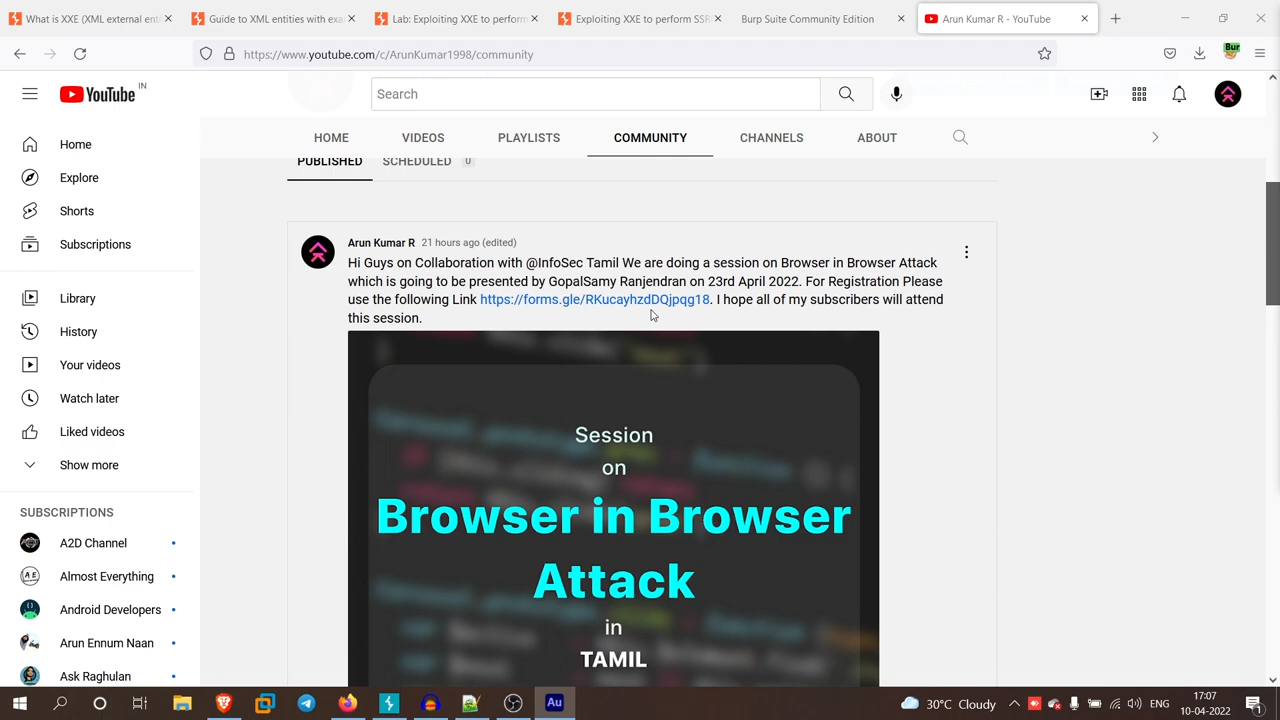 What is XXE (XML external ent
Guide to XML entities with exa
Lab: Exploiting XXE to perform
Exploiting XXE to perform SSR
Burp Suite Community Edition
Arun Kumar R - YouTube
https://www.youtube.com/c/ArunKumar1998/community
Bur
YouTube IN
Search
HOME VIDEOS PLAYLISTS COMMUNITY CHANNELS ABOUT
PUBLISHED SCHEDULED 0
Home
Explore
Shorts
Subscriptions
Library
History
Your videos
Watch later
Liked videos
Show more
SUBSCRIPTIONS
A2D Channel
Almost Everything
Android Developers
Arun Ennum Naan
Ask Raghulan
Arun Kumar R 21 hours ago (edited)
Hi Guys on Collaboration with @InfoSec Tamil We are doing a session on Browser in Browser Attack
which is going to be presented by GopalSamy Ranjendran on 23rd April 2022. For Registration Please
use the following Link https://forms.gle/RKucayhzdDQjpqg18. I hope all of my subscribers will attend
this session.
Session
on
Browser in Browser
Attack
in
TAMIL
Au
30°C Cloudy
ENG
17:07
10-04-2022